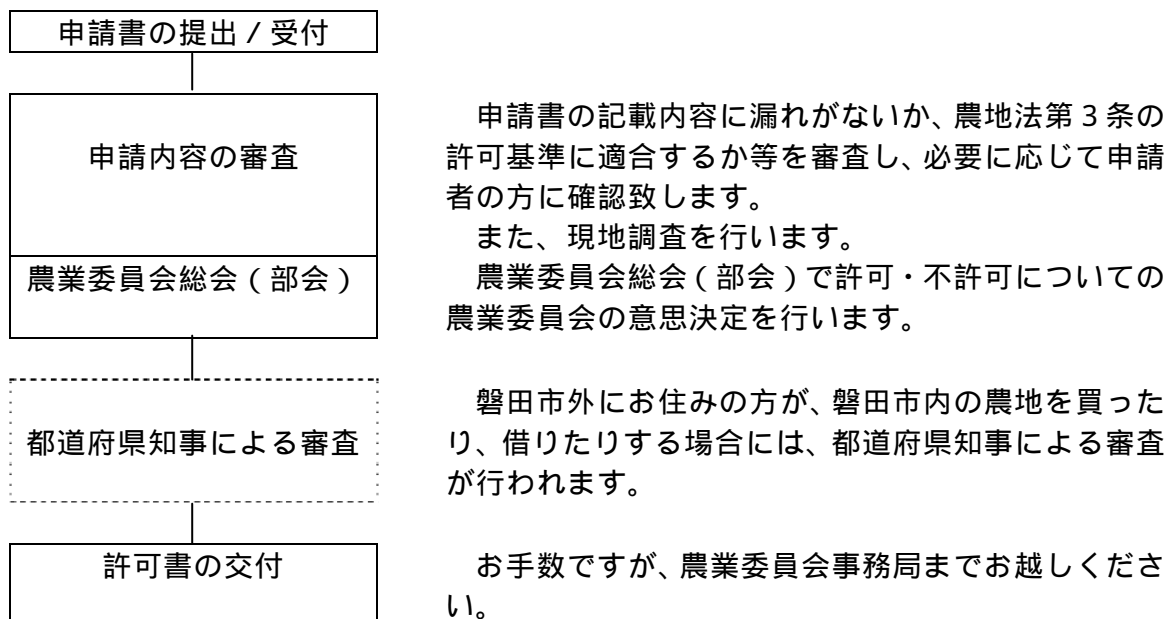 申請書の提出／受付
申請内容の審査
申請書の記載内容に漏れがないか、農地法第３条の
許可基準に適合するか等を審査し、必要に応じて申請
者の方に確認致します。
また、現地調査を行います。
農業委員会総会（部会）
農業委員会総会（部会）で許可・不許可についての
農業委員会の意思決定を行います。
都道府県知事による審査
磐田市外にお住みの方が、磐田市内の農地を買った
り、借りたりする場合には、都道府県知事による審査
が行われます。
許可書の交付
お手数ですが、農業委員会事務局までお越しくださ
い。